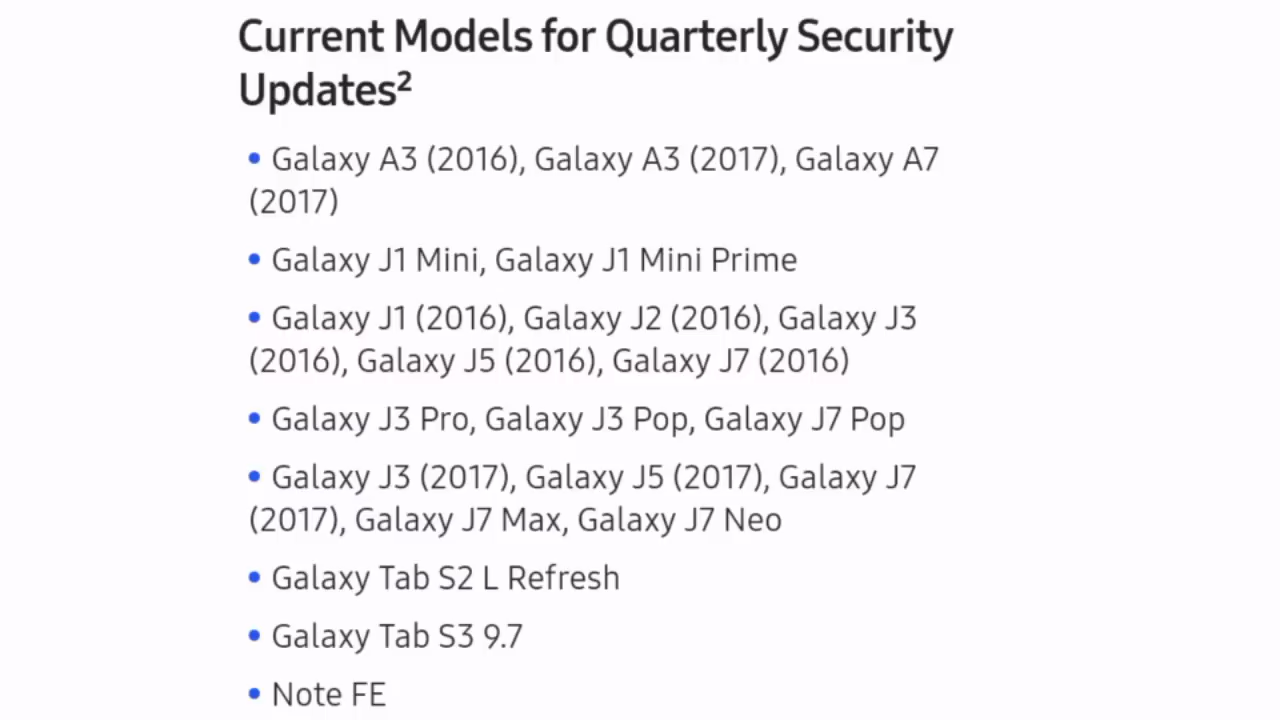 Current Models for Quarterly Security
Updates²
• Galaxy A3 (2016), Galaxy A3 (2017), Galaxy A7
(2017)
• Galaxy J1 Mini, Galaxy J1 Mini Prime
• Galaxy J1 (2016), Galaxy J2 (2016), Galaxy J3
(2016), Galaxy J5 (2016), Galaxy J7 (2016)
• Galaxy J3 Pro, Galaxy J3 Pop, Galaxy J7 Pop
• Galaxy J3 (2017), Galaxy J5 (2017), Galaxy J7
(2017), Galaxy J7 Max, Galaxy J7 Neo
• Galaxy Tab S2 L Refresh
• Galaxy Tab S3 9.7
• Note FE